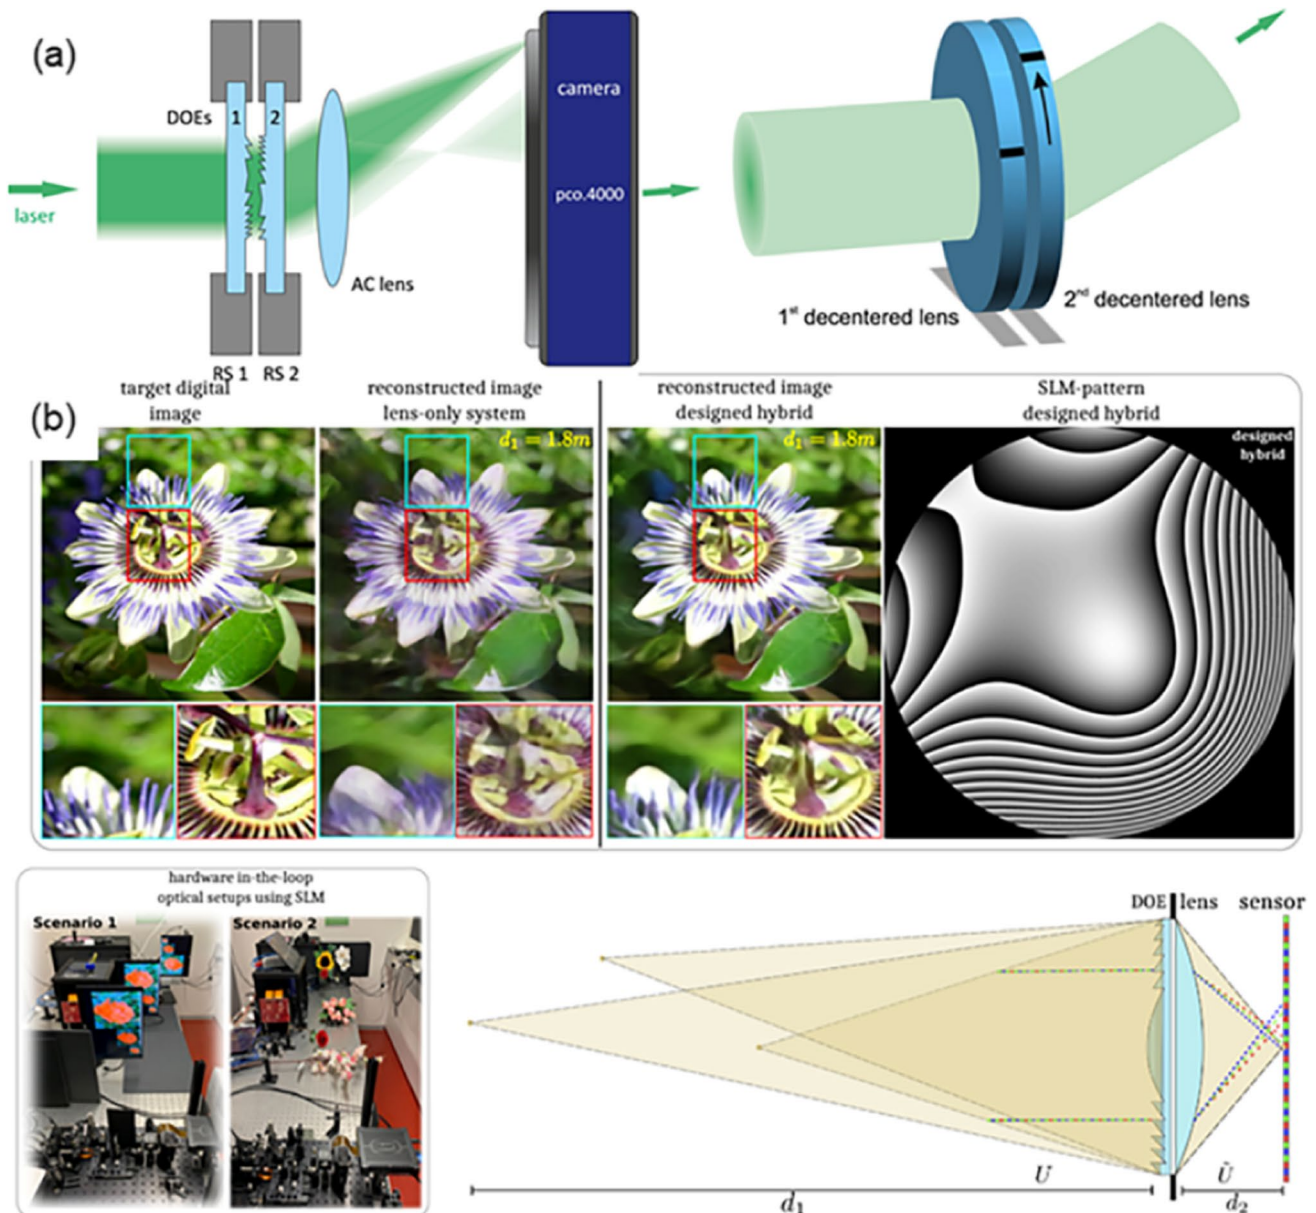 (a)
DOEs
1
2
camera
pco.4000
laser
AC lens
RS 1
RS 2
1st decentered lens
2nd decentered lens
(b)
target digital
image
reconstructed image
lens-only system
d₁ = 1.8m
reconstructed image
designed hybrid
d₁ = 1.8m
SLM-pattern
designed hybrid
designed
hybrid
hardware in-the-loop
optical setups using SLM
Scenario 1
Scenario 2
DOE
lens
sensor
U
Ũ
d₁
d₂